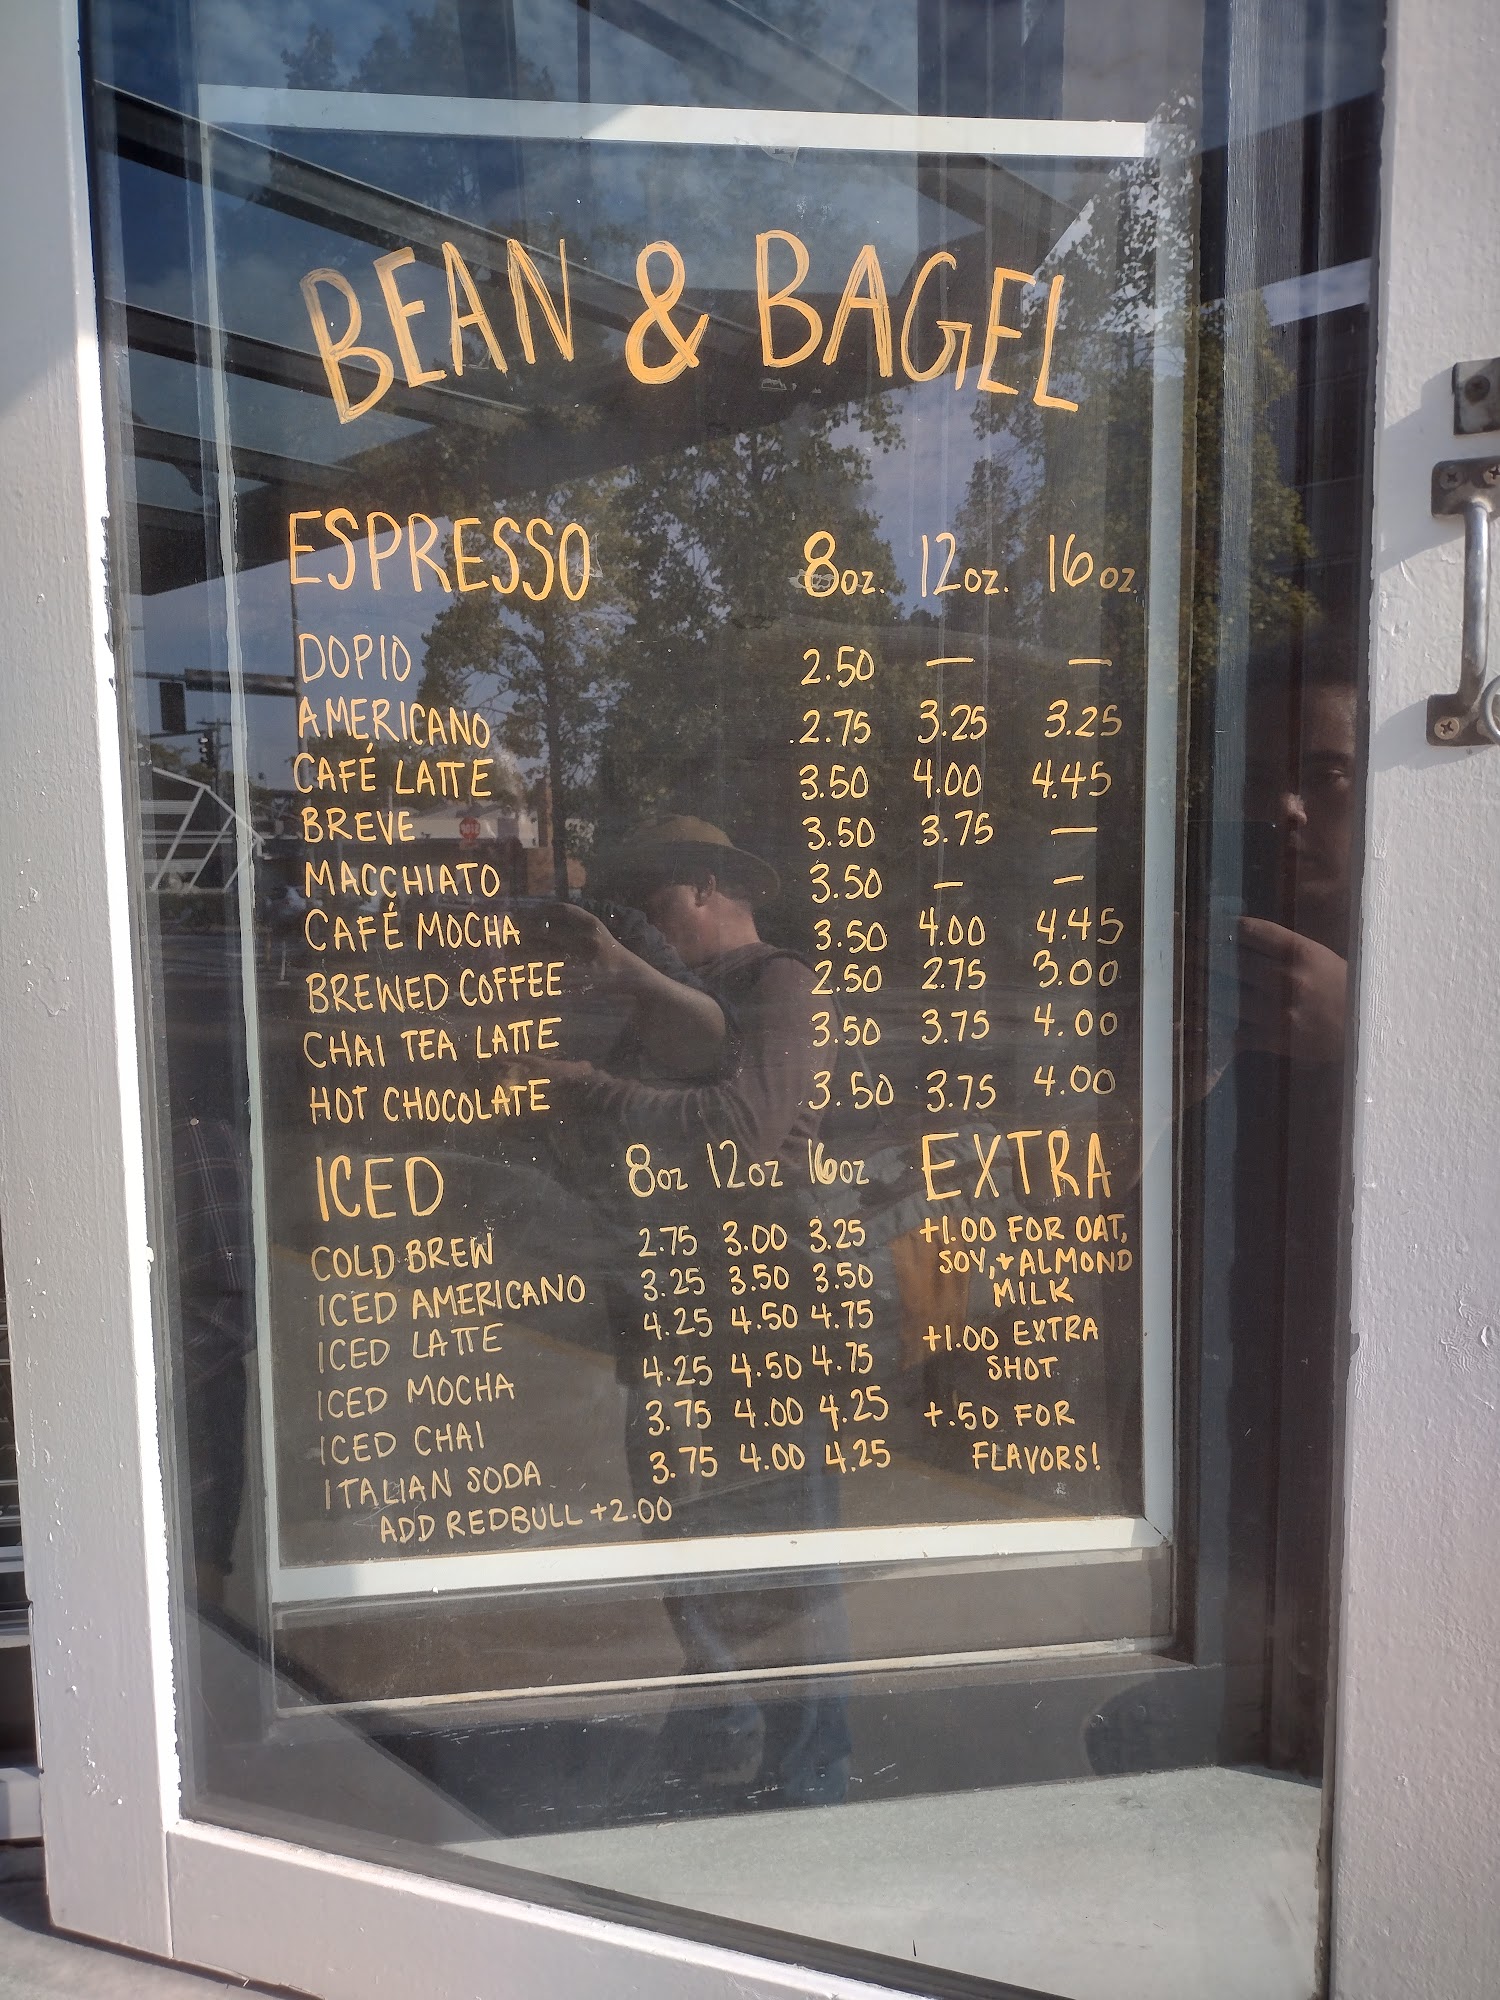 BEAN & BAGEL
ESPRESSO 8oz. 12oz. 16oz.
DOPIO 2.50 — —
AMERICANO 2.75 3.25 3.25
CAFÉ LATTE 3.50 4.00 4.45
BREVE 3.50 3.75 —
MACCHIATO 3.50 — —
CAFÉ MOCHA 3.50 4.00 4.45
BREWED COFFEE 2.50 2.75 3.00
CHAI TEA LATTE 3.50 3.75 4.00
HOT CHOCOLATE 3.50 3.75 4.00
ICED 8oz 12oz 16oz
COLD BREW 2.75 3.00 3.25
ICED AMERICANO 3.25 3.50 3.50
ICED LATTE 4.25 4.50 4.75
ICED MOCHA 4.25 4.50 4.75
ICED CHAI 3.75 4.00 4.25
ITALIAN SODA 3.75 4.00 4.25
ADD REDBULL +2.00
EXTRA
+1.00 FOR OAT,
SOY, + ALMOND
MILK
+1.00 EXTRA
SHOT
+.50 FOR
FLAVORS!